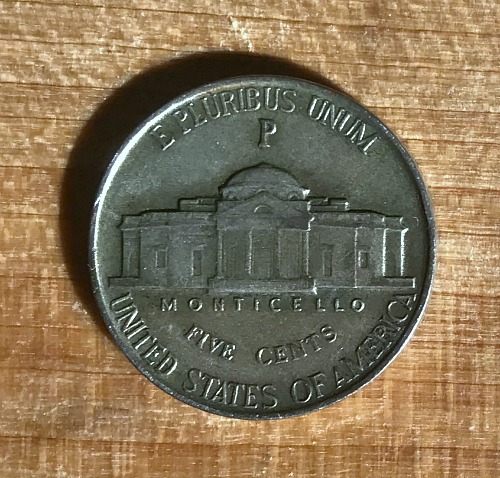 E PLURIBUS UNUM
P
MONTICELLO
FIVE CENTS
UNITED STATES OF AMERICA